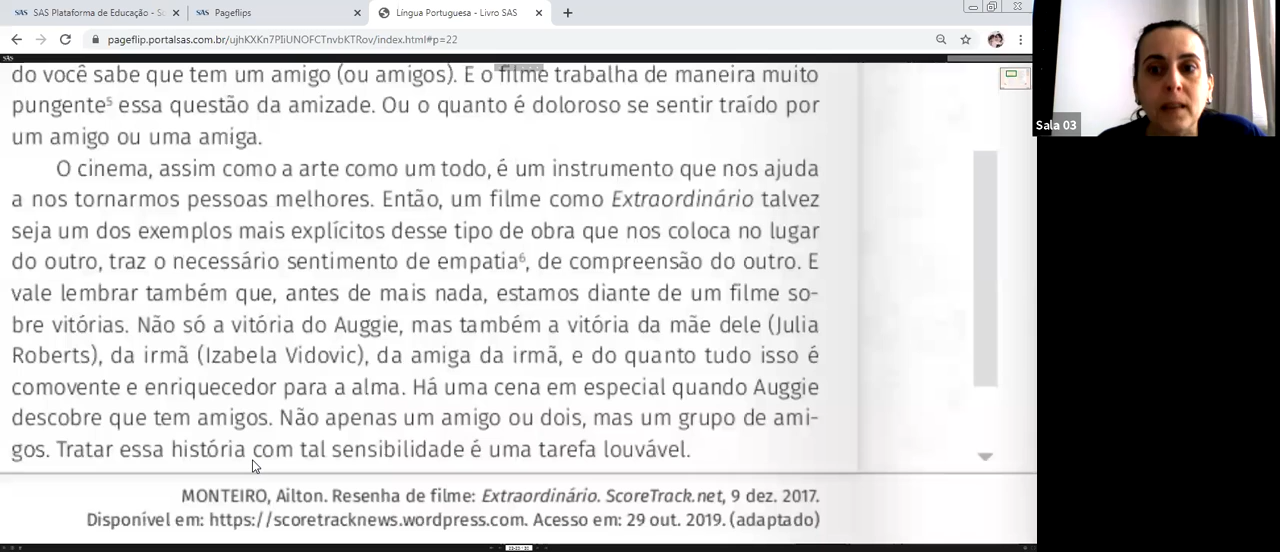 SAS Plataforma de Educação - S
Pageflips
Língua Portuguesa - Livro SAS
pageflip.portalsas.com.br/ujhKXKn7PIiUNOFCTnvbKTRov/index.html#p=22
SAS
do você sabe que tem um amigo (ou amigos). E o filme trabalha de maneira muito
pungente⁵ essa questão da amizade. Ou o quanto é doloroso se sentir traído por
um amigo ou uma amiga.
O cinema, assim como a arte como um todo, é um instrumento que nos ajuda
a nos tornarmos pessoas melhores. Então, um filme como Extraordinário talvez
seja um dos exemplos mais explícitos desse tipo de obra que nos coloca no lugar
do outro, traz o necessário sentimento de empatia⁶, de compreensão do outro. E
vale lembrar também que, antes de mais nada, estamos diante de um filme so-
bre vitórias. Não só a vitória do Auggie, mas também a vitória da mãe dele (Julia
Roberts), da irmã (Izabela Vidovic), da amiga da irmã, e do quanto tudo isso é
comovente e enriquecedor para a alma. Há uma cena em especial quando Auggie
descobre que tem amigos. Não apenas um amigo ou dois, mas um grupo de ami-
gos. Tratar essa história com tal sensibilidade é uma tarefa louvável.
MONTEIRO, Ailton. Resenha de filme: Extraordinário. ScoreTrack.net, 9 dez. 2017.
Disponível em: https://scoretracknews.wordpress.com. Acesso em: 29 out. 2019. (adaptado)
Sala 03